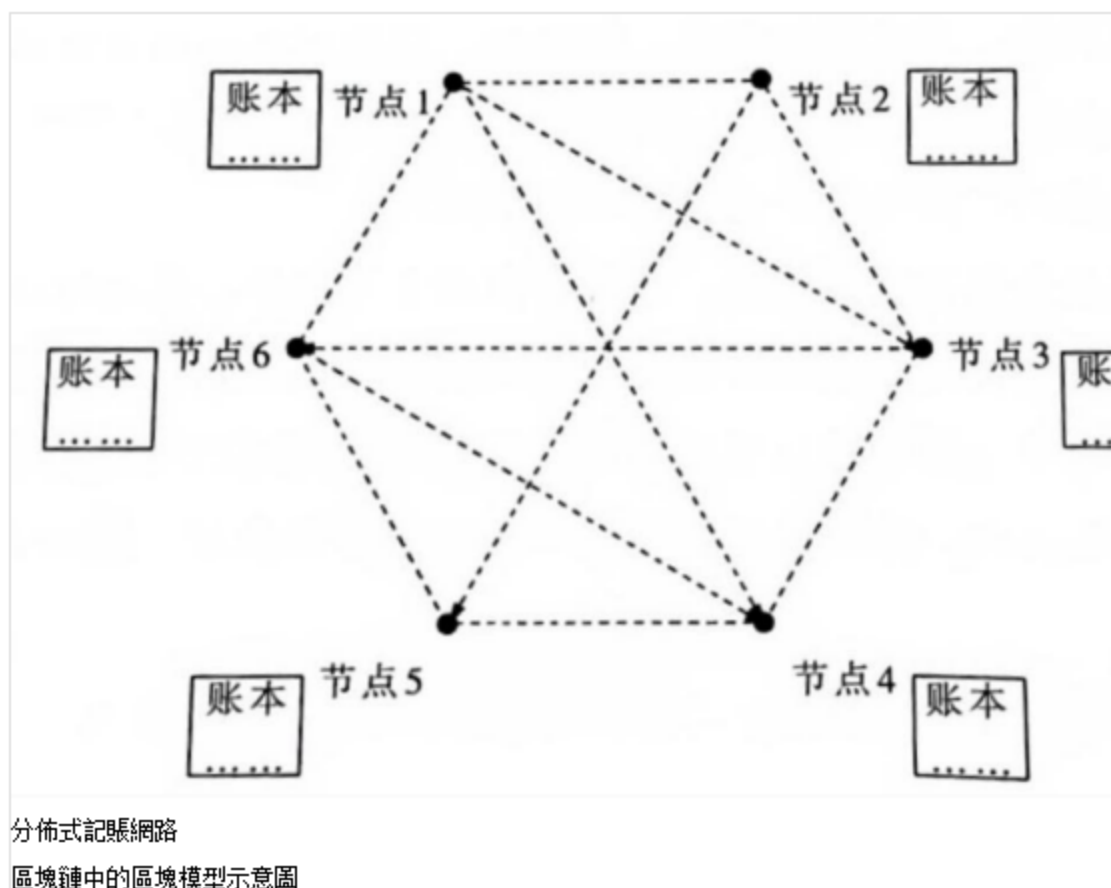 账本 节点1 节点2 账本
……
……
账本 节点6 节点3 账
……
账本 节点5 节点4 账本
……
……
分佈式記賬網路
區塊鏈中的區塊模型示意圖